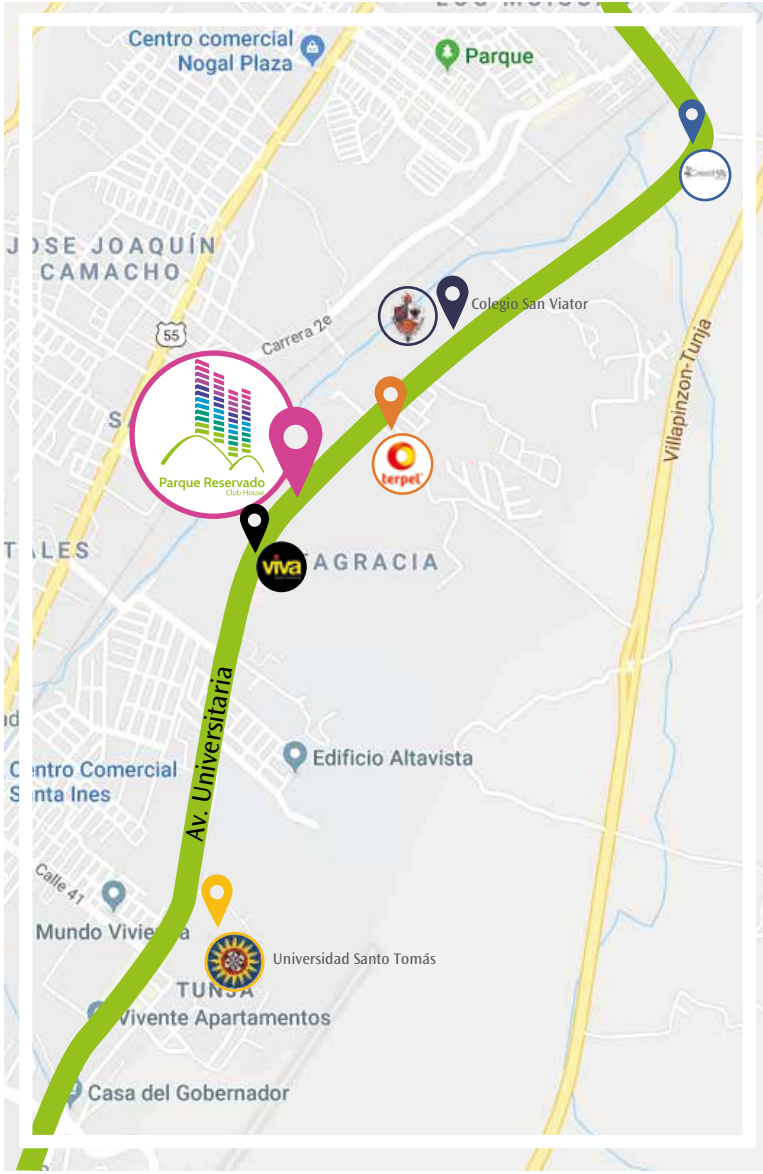 Centro comercial
Nogal Plaza
Parque
JOSE JOAQUÍN
CAMACHO
55
Carrera 2e
Colegio San Viator
Villapinzon-Tunja
Parque Reservado
Club House
terpel
viva
TAGRACIA
TALES
Av. Universitaria
Edificio Altavista
Centro Comercial
Santa Ines
Calle 41
Mundo Vivienda
Universidad Santo Tomás
TUNJA
Vivente Apartamentos
Casa del Gobernador